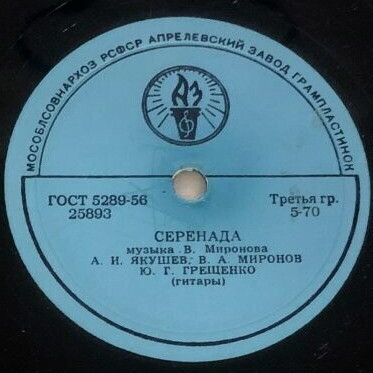 МОСОБЛСОВНАРХОЗ РСФСР АПРЕЛЕВСКИЙ ЗАВОД ГРАМПЛАСТИНОК
АЗ
ГОСТ 5289-56
25893
Третья гр.
5-70
СЕРЕНАДА
музыка В. Миронова
А. И. ЯКУШЕВ, В. А. МИРОНОВ
Ю. Г. ГРЕЩЕНКО
(гитары)